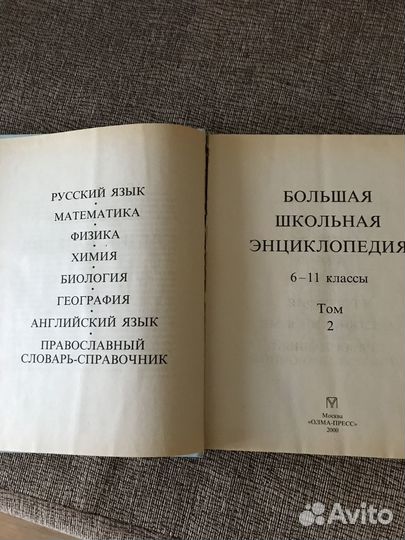 РУССКИЙ ЯЗЫК
•
МАТЕМАТИКА
•
ФИЗИКА
•
ХИМИЯ
•
БИОЛОГИЯ
•
ГЕОГРАФИЯ
•
АНГЛИЙСКИЙ ЯЗЫК
•
ПРАВОСЛАВНЫЙ
СЛОВАРЬ-СПРАВОЧНИК
БОЛЬШАЯ
ШКОЛЬНАЯ
ЭНЦИКЛОПЕДИЯ
6–11 классы
Том
2
Москва
«ОЛМА-ПРЕСС»
2000
Avito